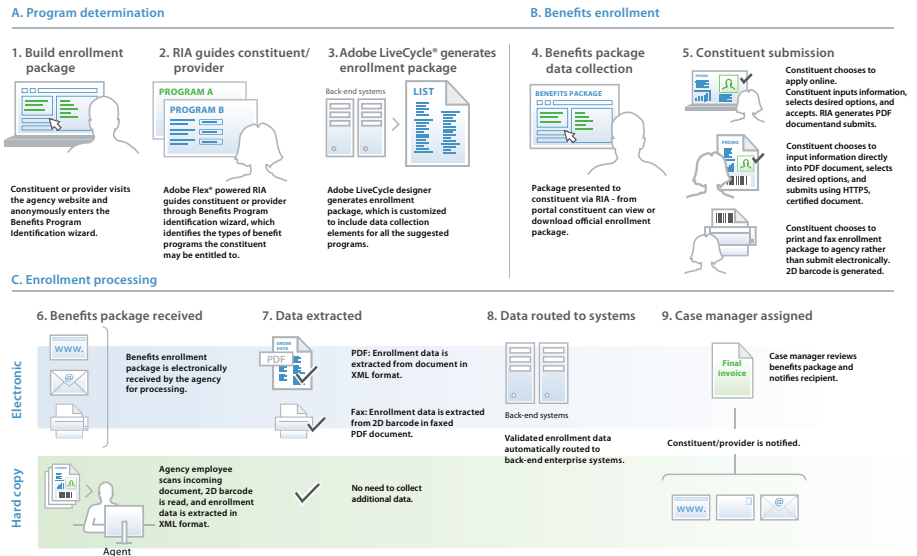 A. Program determination
B. Benefits enrollment
1. Build enrollment
package
2. RIA guides constituent/
provider
3. Adobe LiveCycle® generates
enrollment package
4. Benefits package
data collection
5. Constituent submission
PROGRAM A
PROGRAM B
Back-end systems
LIST
BENEFITS PACKAGE
PROMO
Constituent chooses to
apply online.
Constituent inputs information,
selects desired options, and
accepts. RIA generates PDF
documentand submits.
PROMO
Constituent chooses to
input information directly
into PDF document, selects
desired options, and
submits using HTTPS,
certified document.
Constituent chooses to
print and fax enrollment
package to agency rather
than submit electronically.
2D barcode is generated.
Constituent or provider visits
the agency website and
anonymously enters the
Benefits Program
Identification wizard.
Adobe Flex® powered RIA
guides constituent or provider
through Benefits Program
identification wizard, which
identifies the types of benefit
programs the constituent
may be entitled to.
Adobe LiveCycle designer
generates enrollment
package, which is customized
to include data collection
elements for all the suggested
programs.
Package presented to
constituent via RIA - from
portal constituent can view or
download official enrollment
package.
C. Enrollment processing
6. Benefits package received
7. Data extracted
8. Data routed to systems
9. Case manager assigned
Electronic
www.
@
Benefits enrollment
package is electronically
received by the agency
for processing.
ORDER
DATA
PDF
PDF: Enrollment data is
extracted from document in
XML format.
Fax: Enrollment data is extracted
from 2D barcode in faxed
PDF document.
Back-end systems
Validated enrollment data
automatically routed to
back-end enterprise systems.
Final
invoice
Case manager reviews
benefits package and
notifies recipient.
Constituent/provider is notified.
www.
@
Hard copy
PROMO
Agent
Agency employee
scans incoming
document, 2D barcode
is read, and enrollment
data is extracted in
XML format.
No need to collect
additional data.